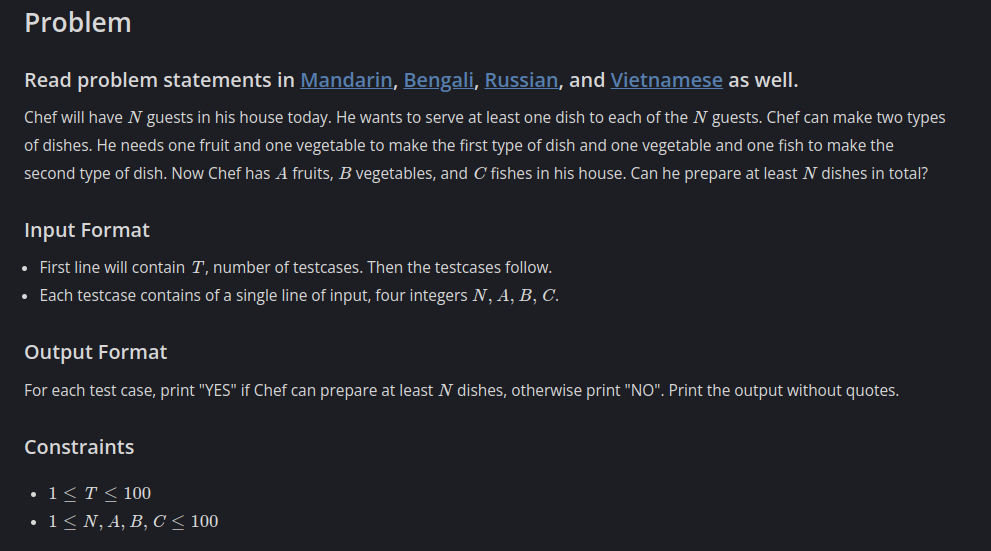 Problem
Read problem statements in Mandarin, Bengali, Russian, and Vietnamese as well.
Chef will have N guests in his house today. He wants to serve at least one dish to each of the N guests. Chef can make two types
of dishes. He needs one fruit and one vegetable to make the first type of dish and one vegetable and one fish to make the
second type of dish. Now Chef has A fruits, B vegetables, and C fishes in his house. Can he prepare at least N dishes in total?
Input Format
• First line will contain T, number of testcases. Then the testcases follow.
• Each testcase contains of a single line of input, four integers N, A, B, C.
Output Format
For each test case, print "YES" if Chef can prepare at least N dishes, otherwise print "NO". Print the output without quotes.
Constraints
• 1 ≤ T ≤ 100
• 1 ≤ N, A, B, C ≤ 100